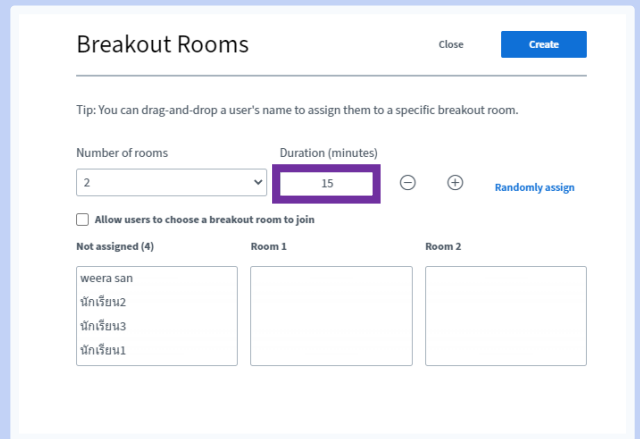 Breakout Rooms
Close
Create
Tip: You can drag-and-drop a user's name to assign them to a specific breakout room.
Number of rooms
Duration (minutes)
2
15
Randomly assign
Allow users to choose a breakout room to join
Not assigned (4)
Room 1
Room 2
weera san
นักเรียน2
นักเรียน3
นักเรียน1